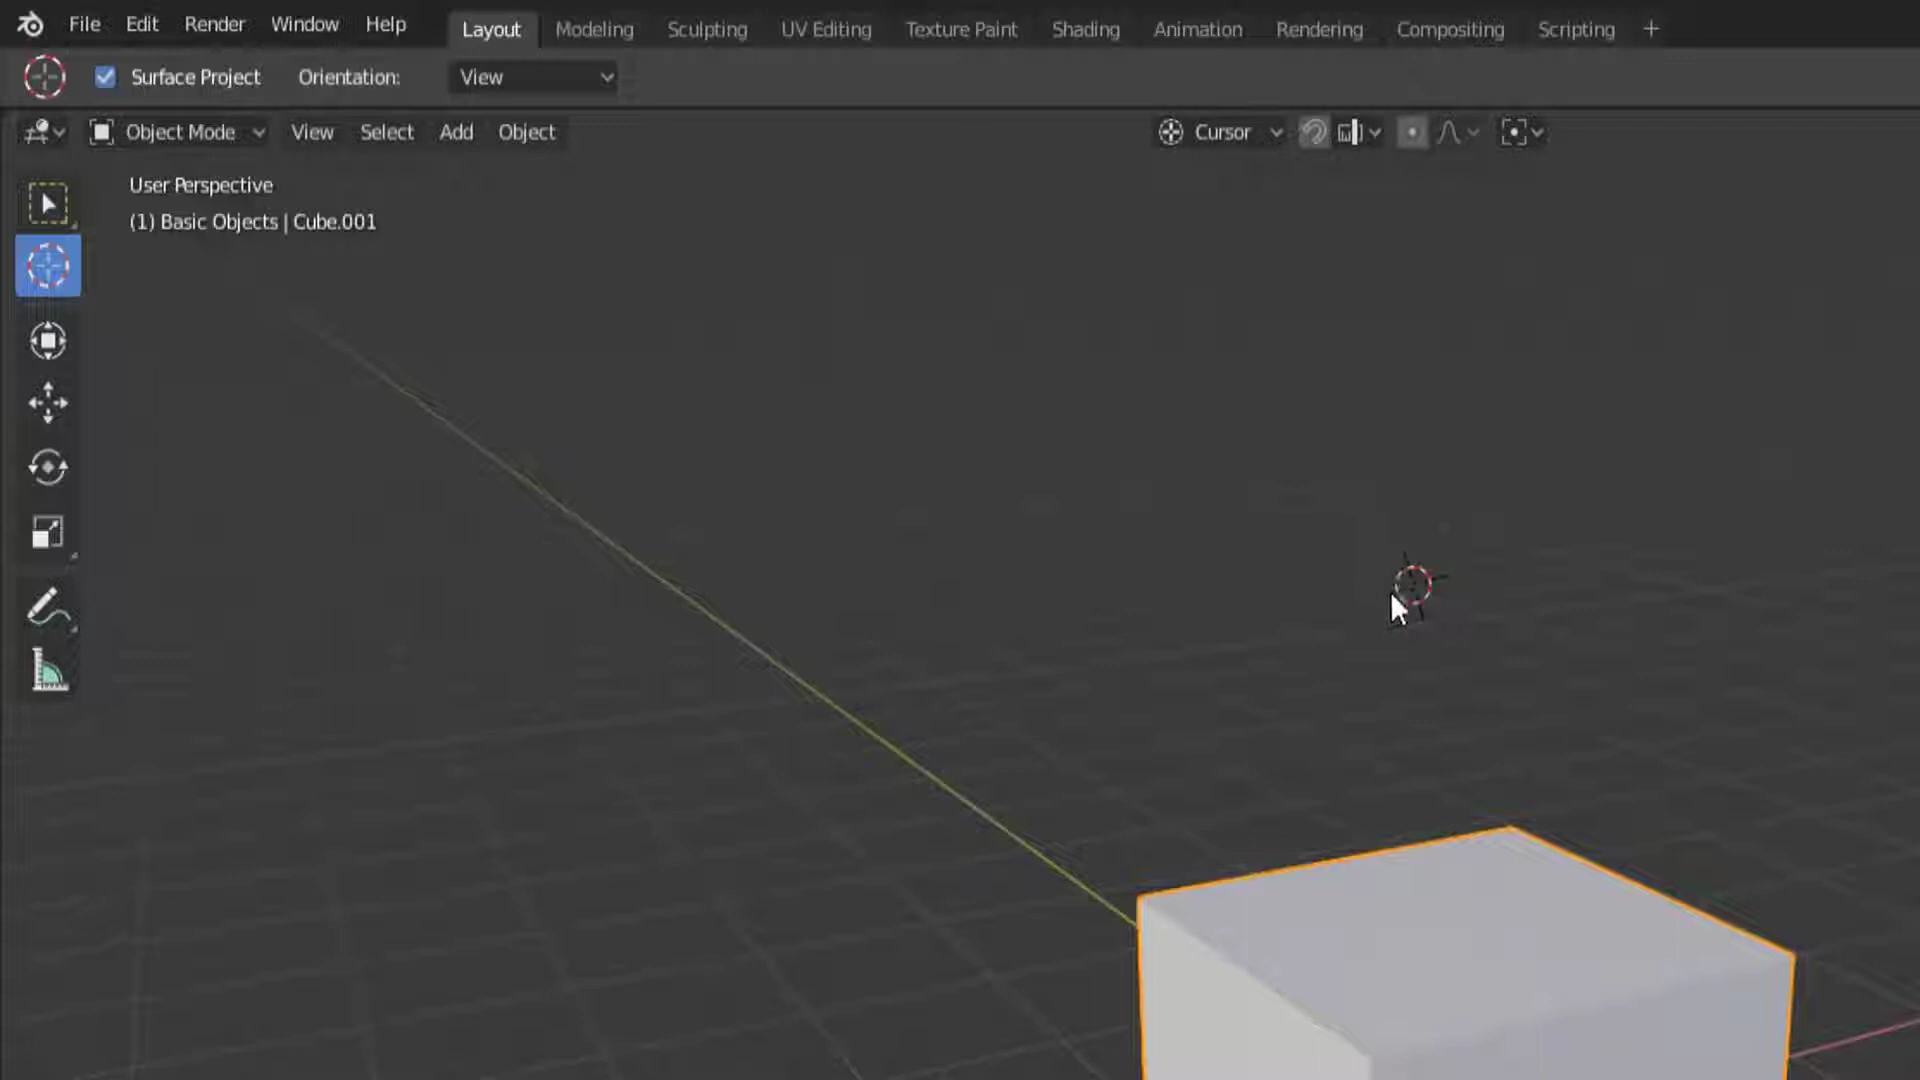 File Edit Render Window Help Layout Modeling Sculpting UV Editing Texture Paint Shading Animation Rendering Compositing Scripting +
Surface Project Orientation: View
Object Mode View Select Add Object Cursor
User Perspective
(1) Basic Objects | Cube.001